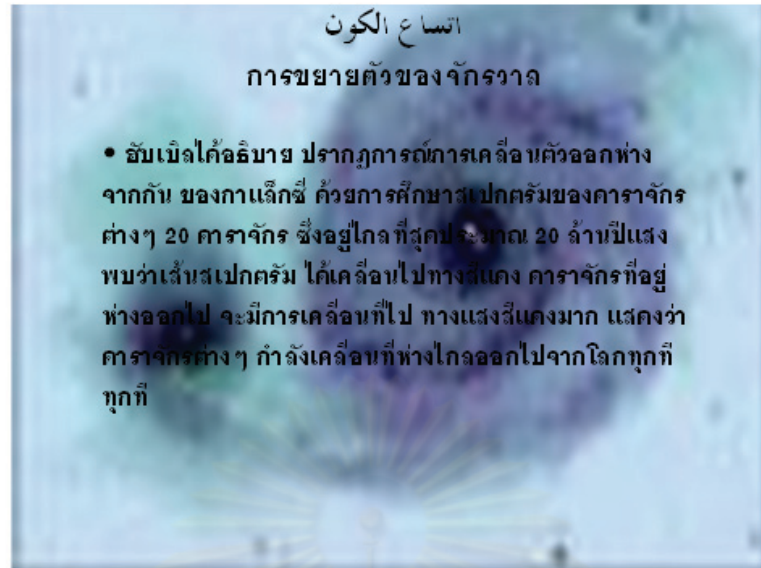 اتساع الكون
การขยายตัวของจักรวาล
• ฮับเบิลได้อธิบาย ปรากฏการณ์การเคลื่อนตัวออกห่าง
จากกัน ของกาแล็กซี่ ด้วยการศึกษาสเปกตรัมของดาราจักร
ต่างๆ 20 ดาราจักร ซึ่งอยู่ไกลที่สุดประมาณ 20 ล้านปีแสง
พบว่าเส้นสเปกตรัม ได้เคลื่อนไปทางสีแดง ดาราจักรที่อยู่
ห่างออกไป จะมีการเคลื่อนที่ไป ทางแสงสีแดงมาก แสดงว่า
ดาราจักรต่างๆ กำลังเคลื่อนที่ห่างไกลออกไปจากโลกทุกที
ทุกที